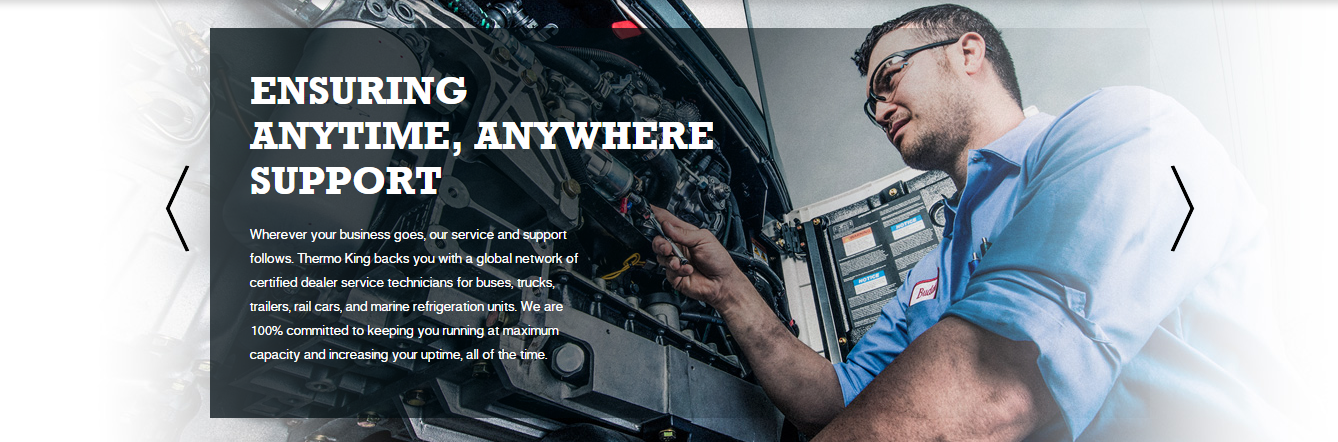 ENSURING
ANYTIME, ANYWHERE
SUPPORT
Wherever your business goes, our service and support
follows. Thermo King backs you with a global network of
certified dealer service technicians for buses, trucks,
trailers, rail cars, and marine refrigeration units. We are
100% committed to keeping you running at maximum
capacity and increasing your uptime, all of the time.
NOTICE
NOTICE